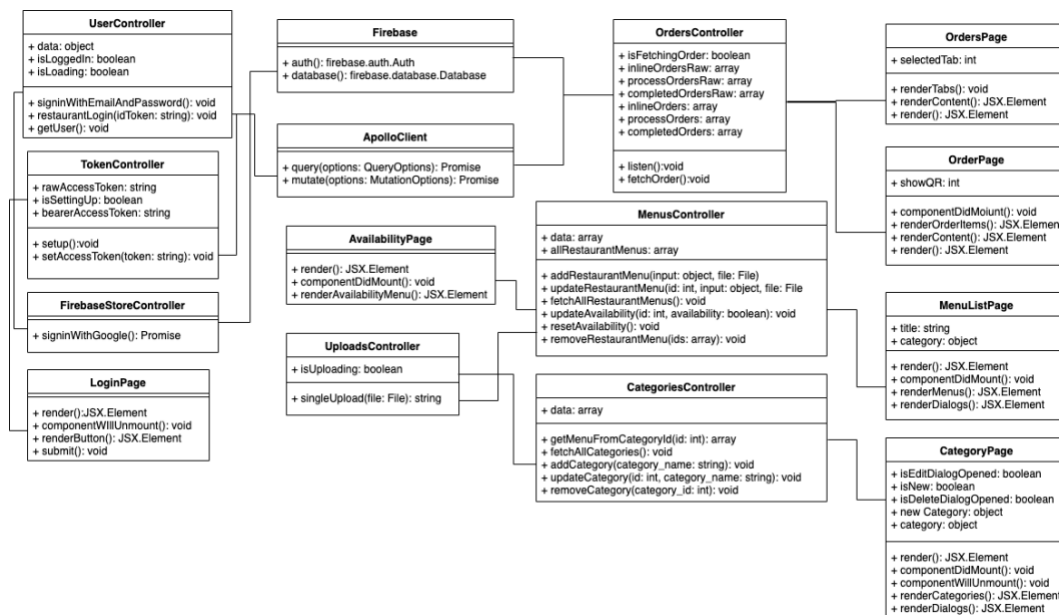 UserController
+ data: object
+ isLoggedIn: boolean
+ isLoading: boolean
+ signinWithEmailAndPassword(): void
+ restaurantLogin(idToken: string): void
+ getUser(): void
TokenController
+ rawAccessToken: string
+ isSettingUp: boolean
+ bearerAccessToken: string
+ setup():void
+ setAccessToken(token: string): void
FirebaseStoreController
+ signinWithGoogle(): Promise
LoginPage
+ render():JSX.Element
+ componentWIllUnmount(): void
+ renderButton(): JSX.Element
+ submit(): void
Firebase
+ auth(): firebase.auth.Auth
+ database(): firebase.database.Database
ApolloClient
+ query(options: QueryOptions): Promise
+ mutate(options: MutationOptions): Promise
AvailabilityPage
+ render(): JSX.Element
+ componentDidMount(): void
+ renderAvailabilityMenu(): JSX.Element
UploadsController
+ isUploading: boolean
+ singleUpload(file: File): string
OrdersController
+ isFetchingOrder: boolean
+ inlineOrdersRaw: array
+ processOrdersRaw: array
+ completedOrdersRaw: array
+ inlineOrders: array
+ processOrders: array
+ completedOrders: array
+ listen():void
+ fetchOrder():void
MenusController
+ data: array
+ allRestaurantMenus: array
+ addRestaurantMenu(input: object, file: File)
+ updateRestaurantMenu(id: int, input: object, file: File
+ fetchAllRestaurantMenus(): void
+ updateAvailability(id: int, availability: boolean): void
+ resetAvailability(): void
+ removeRestaurantMenu(ids: array): void
CategoriesController
+ data: array
+ getMenuFromCategoryId(id: int): array
+ fetchAllCategories(): void
+ addCategory(category_name: string): void
+ updateCategory(id: int, category_name: string): void
+ removeCategory(category_id: int): void
OrdersPage
+ selectedTab: int
+ renderTabs(): void
+ renderContent(): JSX.Element
+ render(): JSX.Element
OrderPage
+ showQR: int
+ componentDidMoiunt(): void
+ renderOrderItems(): JSX.Element
+ renderContent(): JSX.Element
+ render(): JSX.Element
MenuListPage
+ title: string
+ category: object
+ render(): JSX.Element
+ componentDidMount(): void
+ renderMenus(): JSX.Element
+ renderDialogs(): JSX.Element
CategoryPage
+ isEditDialogOpened: boolean
+ isNew: boolean
+ isDeleteDialogOpened: boolean
+ new Category: object
+ category: object
+ render(): JSX.Element
+ componentDidMount(): void
+ componentWillUnmount(): void
+ renderCategories(): JSX.Element
+ renderDialogs(): JSX.Element